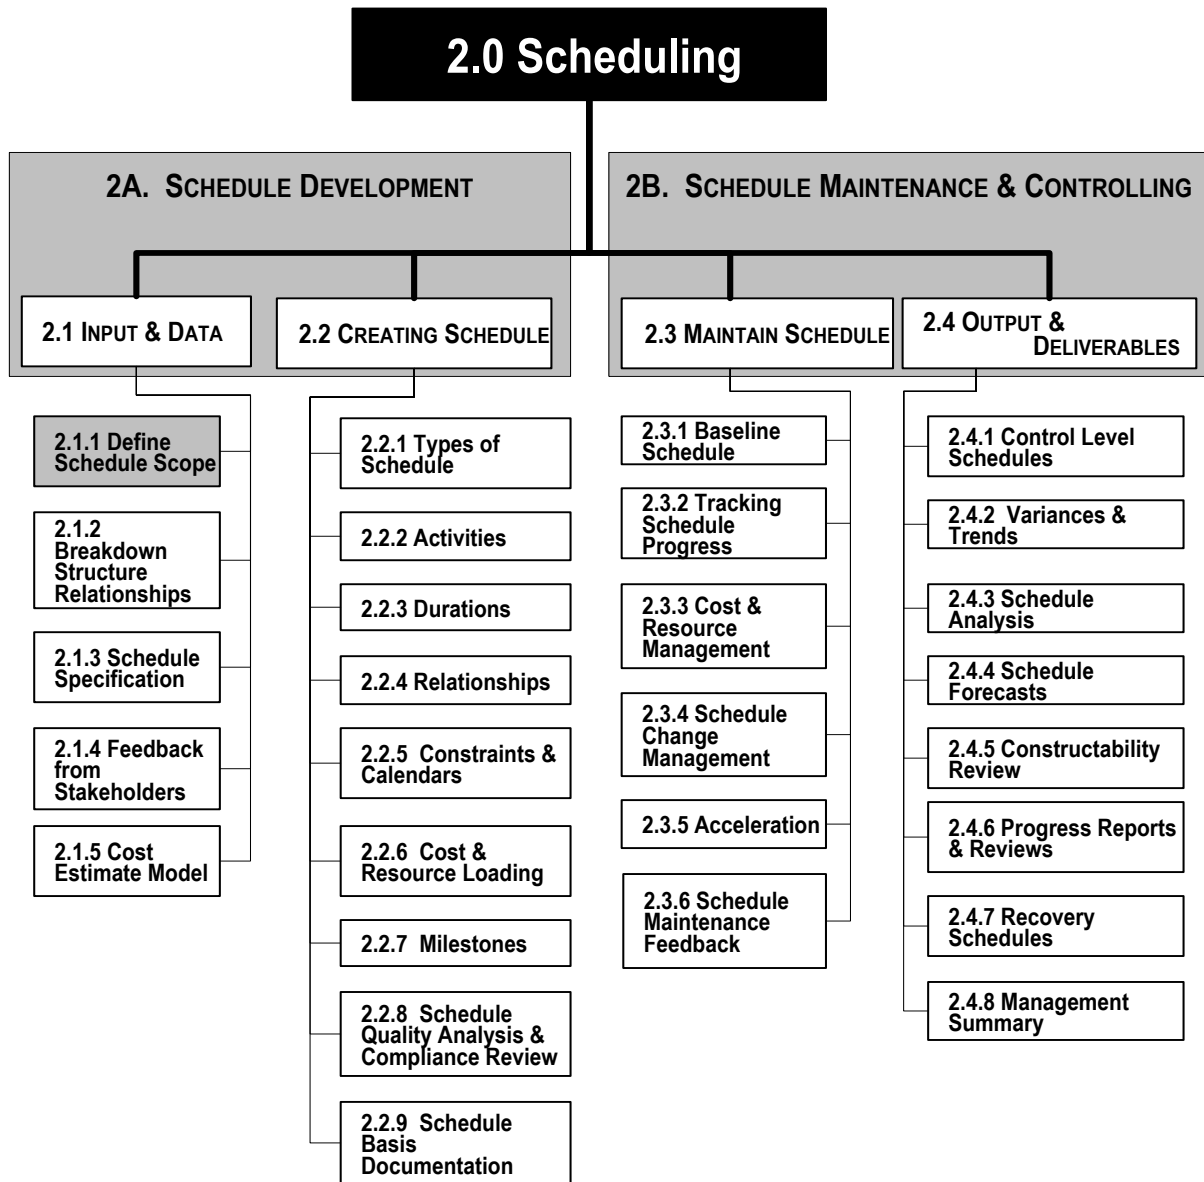 2.0 Scheduling
2A. SCHEDULE DEVELOPMENT
2B. SCHEDULE MAINTENANCE & CONTROLLING
2.1 INPUT & DATA
2.2 CREATING SCHEDULE
2.3 MAINTAIN SCHEDULE
2.4 OUTPUT &
DELIVERABLES
2.1.1 Define
Schedule Scope
2.1.2
Breakdown
Structure
Relationships
2.1.3 Schedule
Specification
2.1.4 Feedback
from
Stakeholders
2.1.5 Cost
Estimate Model
2.2.1 Types of
Schedule
2.2.2 Activities
2.2.3 Durations
2.2.4 Relationships
2.2.5 Constraints &
Calendars
2.2.6 Cost &
Resource Loading
2.2.7 Milestones
2.2.8 Schedule
Quality Analysis &
Compliance Review
2.2.9 Schedule
Basis
Documentation
2.3.1 Baseline
Schedule
2.3.2 Tracking
Schedule
Progress
2.3.3 Cost &
Resource
Management
2.3.4 Schedule
Change
Management
2.3.5 Acceleration
2.3.6 Schedule
Maintenance
Feedback
2.4.1 Control Level
Schedules
2.4.2 Variances &
Trends
2.4.3 Schedule
Analysis
2.4.4 Schedule
Forecasts
2.4.5 Constructability
Review
2.4.6 Progress Reports
& Reviews
2.4.7 Recovery
Schedules
2.4.8 Management
Summary